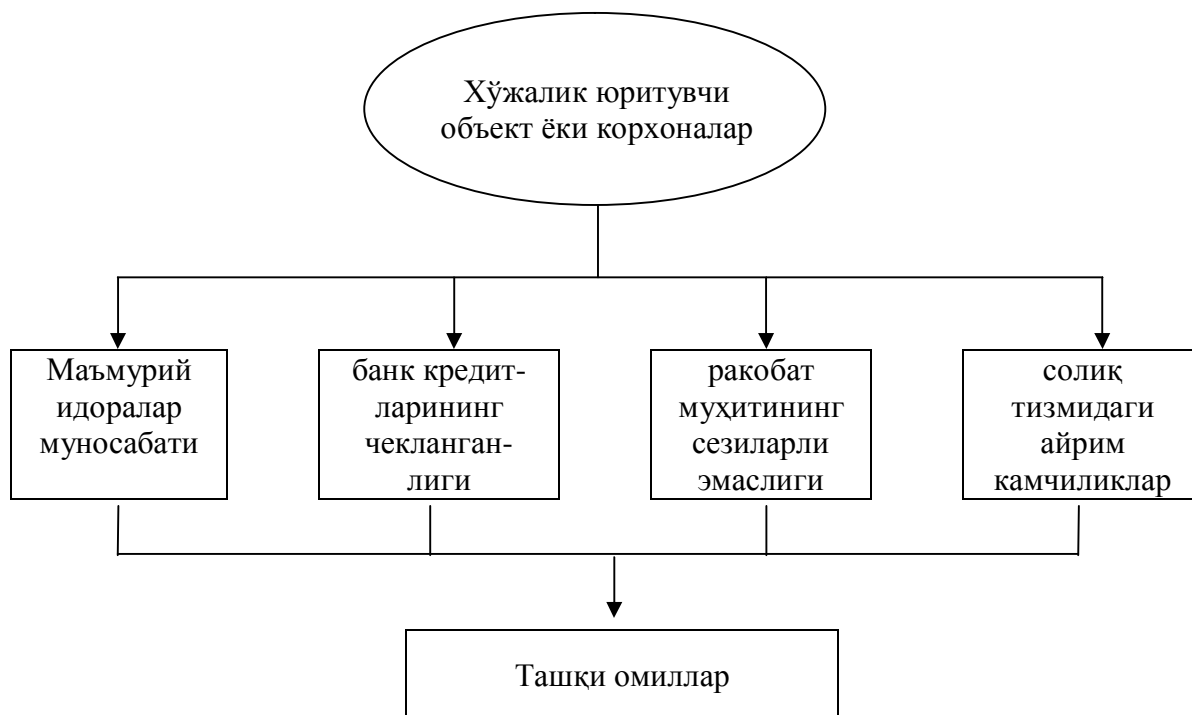 Хўжалик юритувчи
объект ёки корхоналар
Маъмурий
идоралар
муносабати
банк кредит-
ларининг
чекланган-
лиги
ракобат
муҳитининг
сезиларли
эмаслиги
солиқ
тизмидаги
айрим
камчиликлар
Ташқи омиллар